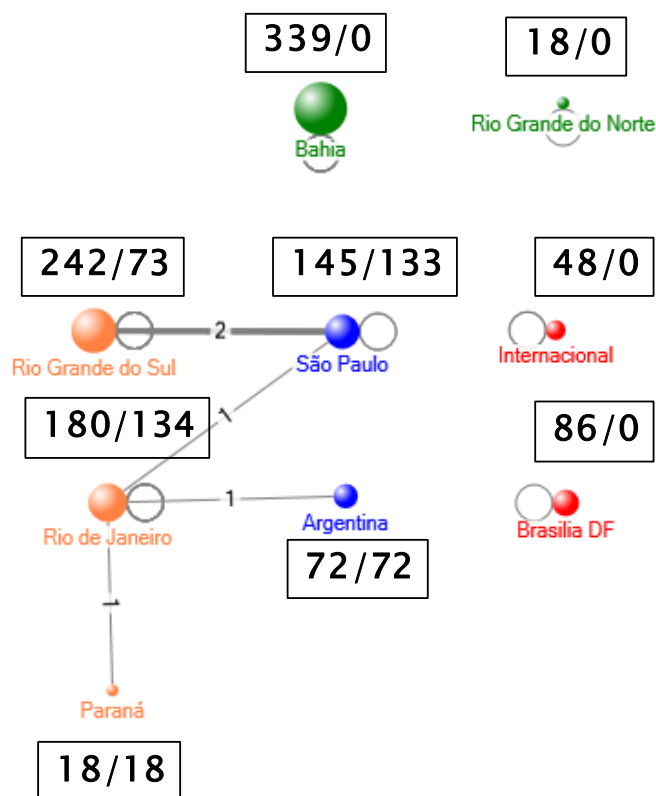 339/0
18/0
Bahia
Rio Grande do Norte
242/73
145/133
48/0
2
Rio Grande do Sul
São Paulo
Internacional
180/134
1
86/0
1
Rio de Janeiro
Argentina
Brasilia DF
72/72
1
Paraná
18/18